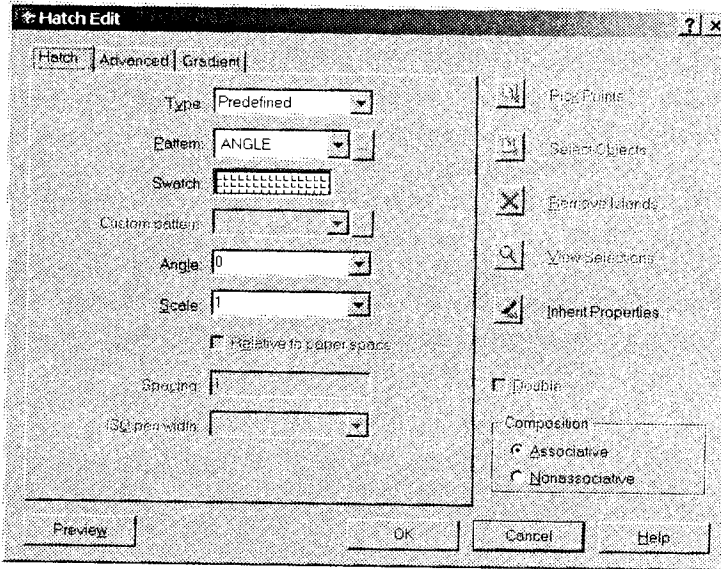 Hatch Edit
? ×
Hatch Advanced Gradient
Type: Predefined
Pattern: ANGLE
Swatch:
Custom pattern:
Angle: 0
Scale: 1
Relative to paper space
Spacing: 1
ISO pen width:
Pick Points
Select Objects
Remove Islands
View Selections
Inherit Properties
Double
Composition
Associative
Nonassociative
Preview
OK
Cancel
Help